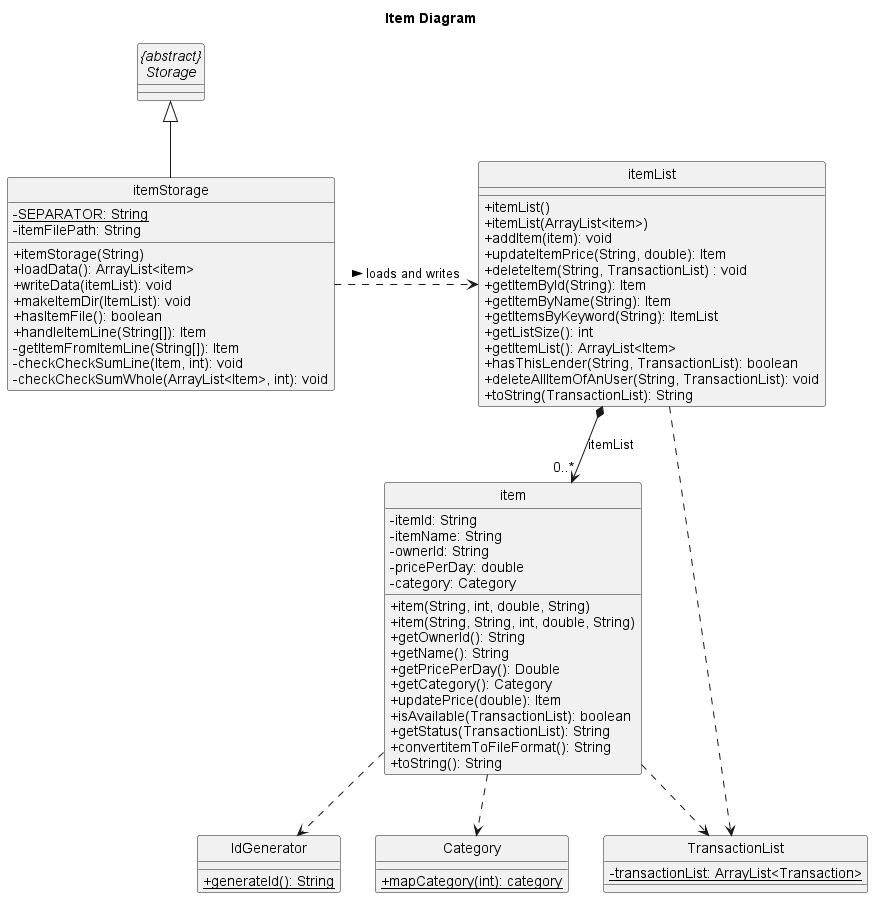 Item Diagram
{abstract}
Storage
itemStorage
-SEPARATOR: String
-itemFilePath: String
+itemStorage(String)
+loadData(): ArrayList<item>
+writeData(itemList): void
+makeItemDir(ItemList): void
+hasItemFile(): boolean
+handleItemLine(String[]): Item
-getItemFromItemLine(String[]): Item
-checkCheckSumLine(Item, int): void
-checkCheckSumWhole(ArrayList<Item>, int): void
loads and writes
itemList
+itemList()
+itemList(ArrayList<item>)
+addItem(item): void
+updateItemPrice(String, double): Item
+deleteItem(String, TransactionList) : void
+getItemById(String): Item
+getItemByName(String): Item
+getItemsByKeyword(String): ItemList
+getListSize(): int
+getItemList(): ArrayList<Item>
+hasThisLender(String, TransactionList): boolean
+deleteAllItemOfAnUser(String, TransactionList): void
+toString(TransactionList): String
itemList
0..*
item
-itemId: String
-itemName: String
-ownerId: String
-pricePerDay: double
-category: Category
+item(String, int, double, String)
+item(String, String, int, double, String)
+getOwnerId(): String
+getName(): String
+getPricePerDay(): Double
+getCategory(): Category
+updatePrice(double): Item
+isAvailable(TransactionList): boolean
+getStatus(TransactionList): String
+convertitemToFileFormat(): String
+toString(): String
IdGenerator
+generateId(): String
Category
+mapCategory(int): category
TransactionList
-transactionList: ArrayList<Transaction>